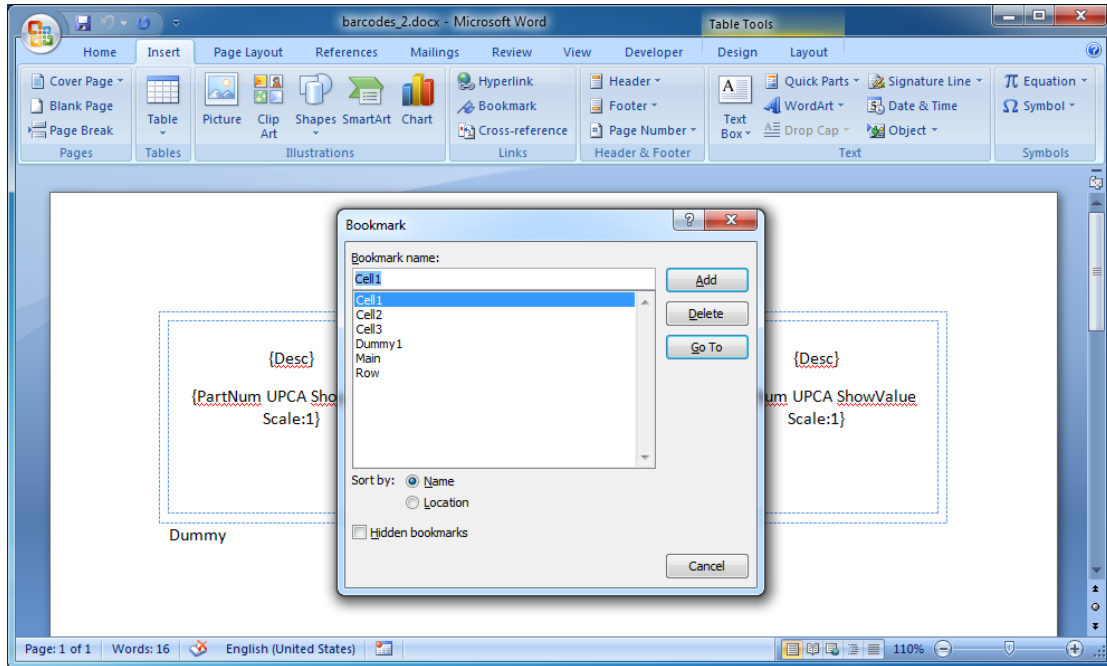 barcodes_2.docx - Microsoft Word Table Tools
Home Insert Page Layout References Mailings Review View Developer Design Layout
Cover Page
Blank Page
Page Break
Pages
Table
Tables
Picture
Clip Art
Shapes
SmartArt
Chart
Illustrations
Hyperlink
Bookmark
Cross-reference
Links
Header
Footer
Page Number
Header & Footer
A
Text Box
Quick Parts
WordArt
Drop Cap
Signature Line
Date & Time
Object
Text
π Equation
Ω Symbol
Symbols
Bookmark
Bookmark name:
Cell1
Cell1
Cell2
Cell3
Dummy1
Main
Row
Add
Delete
Go To
Sort by: Name
Location
Hidden bookmarks
Cancel
{Desc}
{PartNum UPCA Sho
Scale:1}
{Desc}
um UPCA ShowValue
Scale:1}
Dummy
Page: 1 of 1 Words: 16 English (United States) 110%